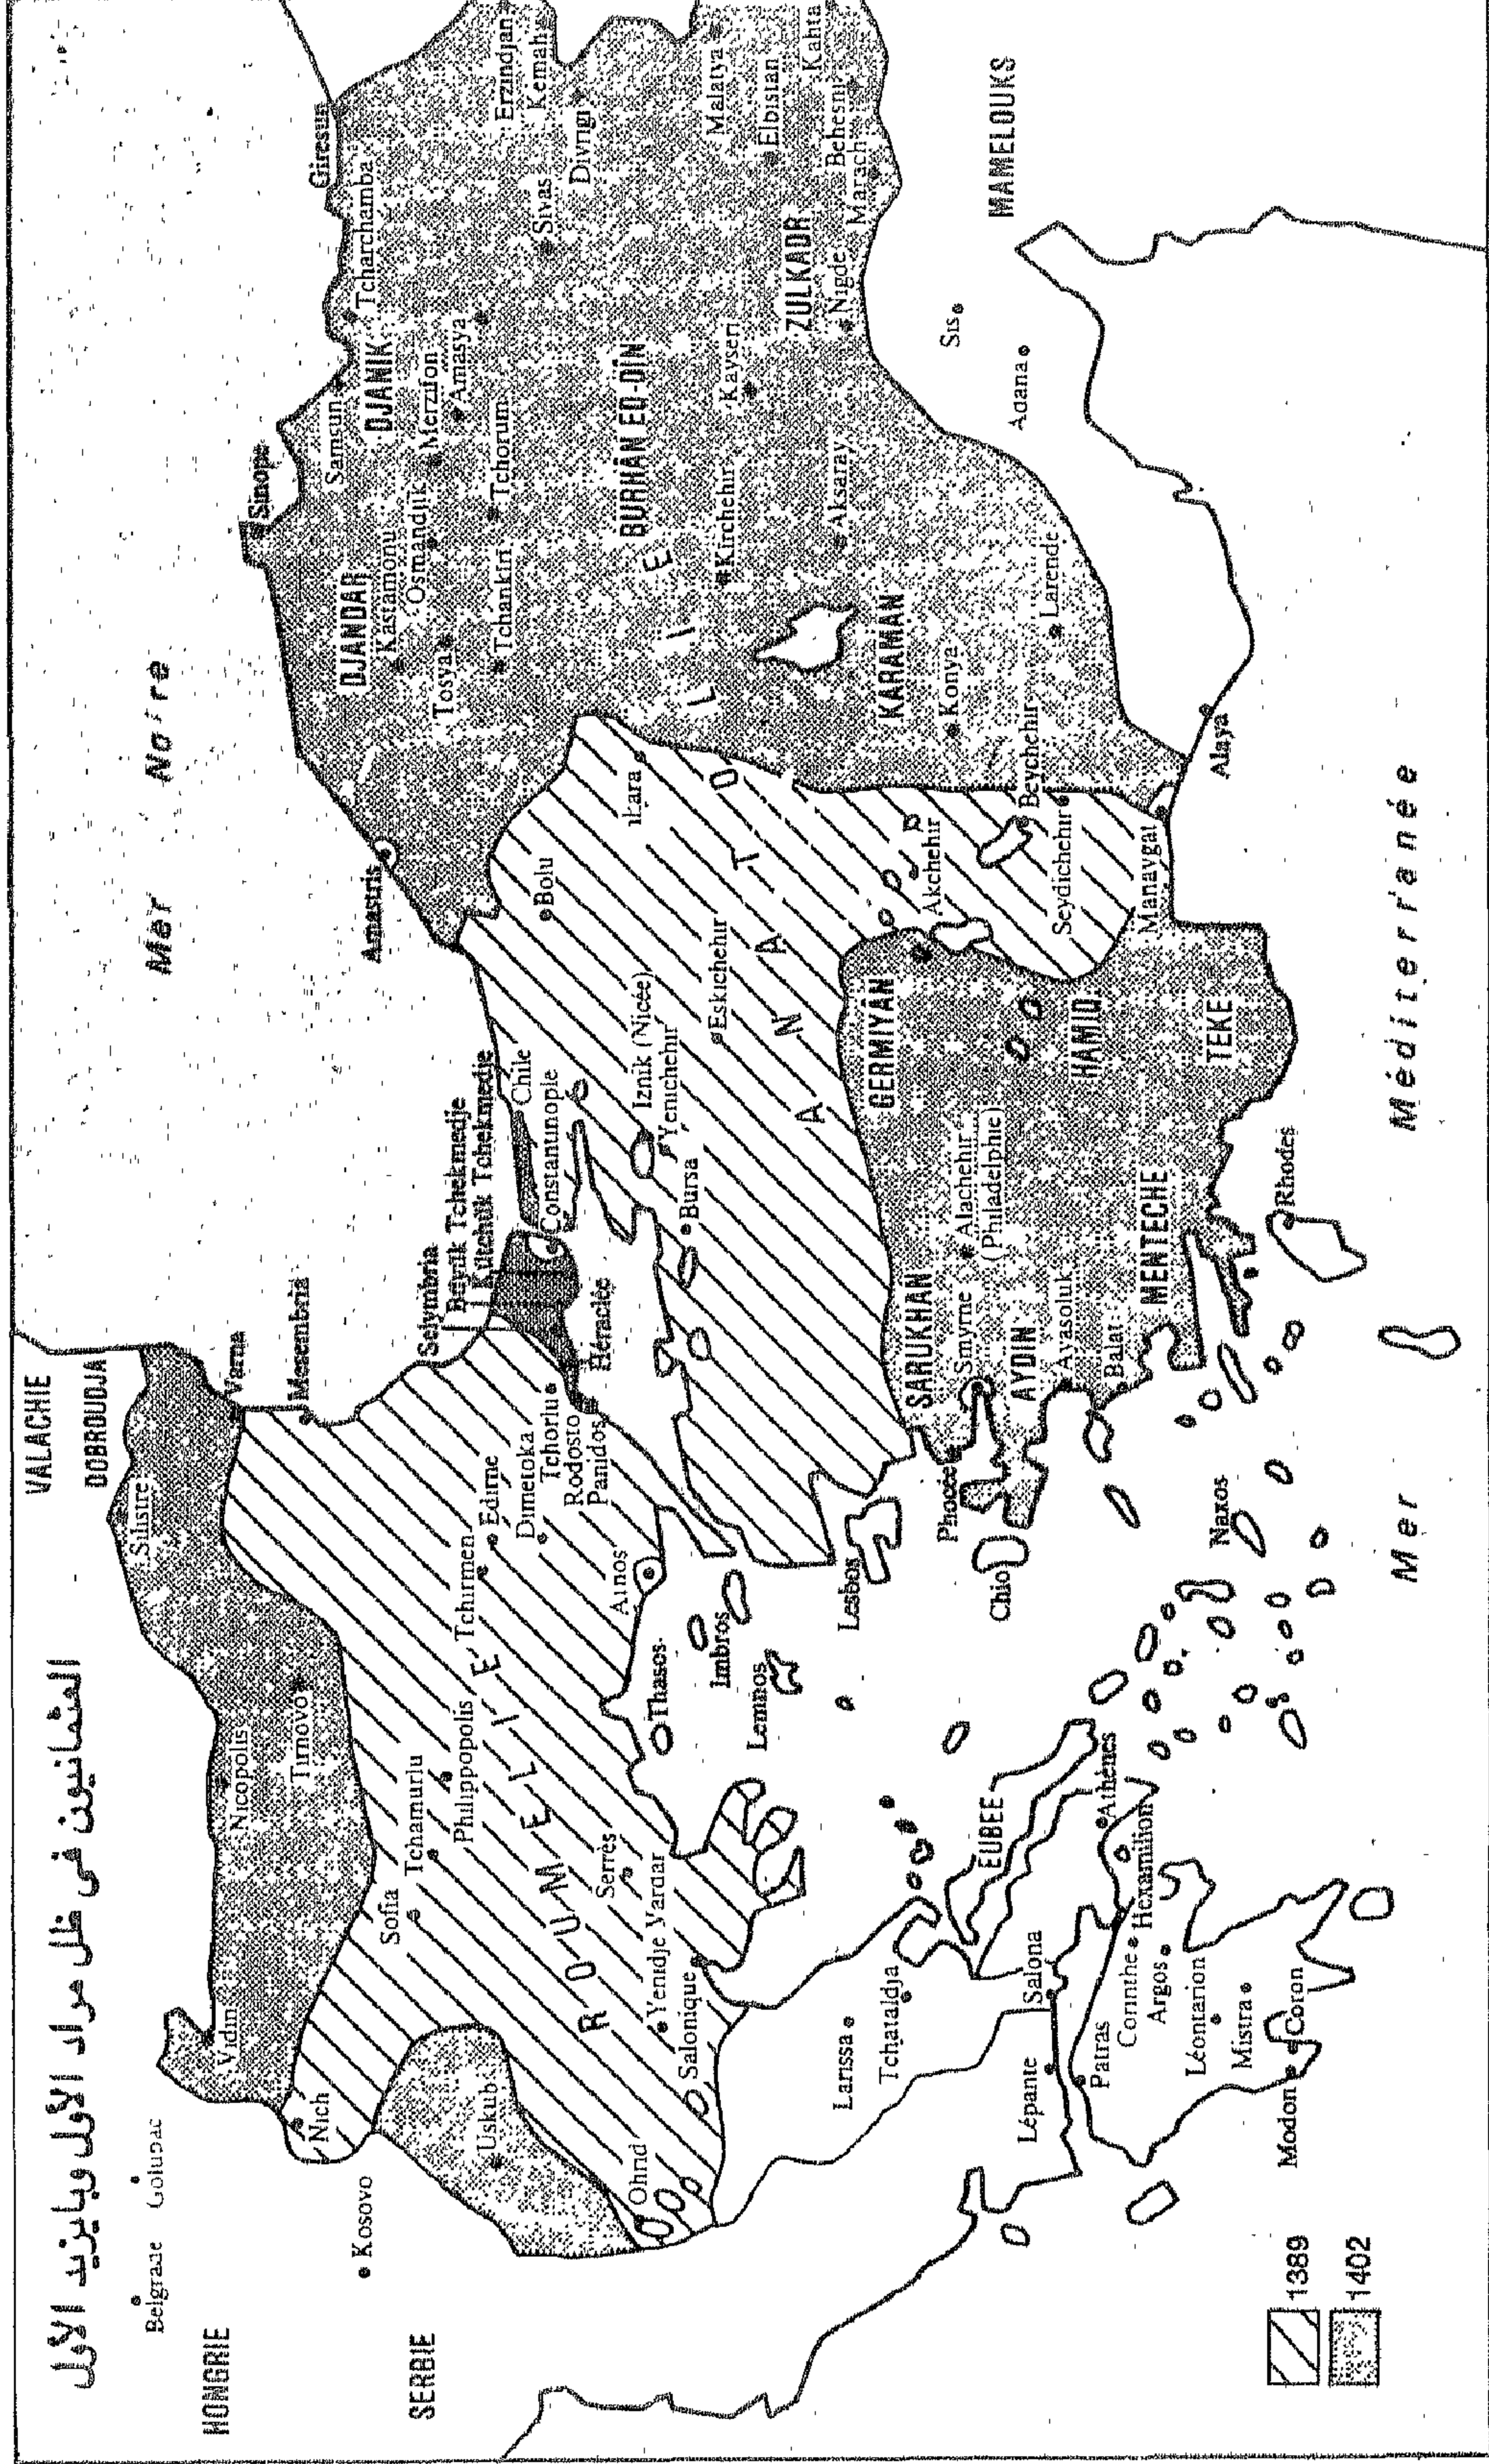 العثمانيون في ظل مراد الأول وبايزيد الأول
VALACHIE
DOBROUDJA
HONGRIE
SERBIE
Belgrade
Golubac
Kosovo
Vidin
Nich
Uskub
Ohrid
Silistre
Nicopolis
Tirnovo
Varna
Mesembria
Sofia
Tchamurlu
Philippopolis
Tchirmen
Edirne
Dimetoka
Tchorlu
Rodosto
Panidos
Héraclée
Selymbria
Büyük Tchekmedje
Kütchük Tchekmedje
Constantinople
Chile
ROUMELIE
Serrès
Yenidje Vardar
Salonique
Ainos
Thasos
Imbros
Lemnos
Lesbos
Larissa
Tchataldja
Salona
Lépante
Patras
Corinthe
Hexamilion
Argos
Léontarion
Mistra
Modon
Coron
Athènes
EUBEE
Chio
Phocée
Naxos
Rhodes
Mer Noire
Mer Méditerranée
Amastris
Sinope
Samsun
Giresun
Tcharchamba
DJANIK
DJANDAR
Kastamonu
Osmandjik
Merzifon
Amasya
Tosya
Tchankiri
Tchorum
Sivas
Erzindjan
Kemah
Divrigi
Malatya
Elbistan
Kahta
Behesni
Marach
BURHÂN ED-DÎN
Kirchehir
Kayseri
ZULKADR
Nigde
Aksaray
MAMELOUKS
Sis
Adana
KARAMAN
Konya
Larende
Beychehir
Seydichehir
Akchehir
Manavgat
Alaya
ANATOLIE
Bolu
Eskichehir
Iznik (Nicée)
Yenichehir
Bursa
GERMIYÂN
HAMID
TEKE
SARUKHAN
Smyrne
Alachehir
(Philadelphie)
AYDIN
Ayasoluk
Balat
MENTECHE
1389
1402